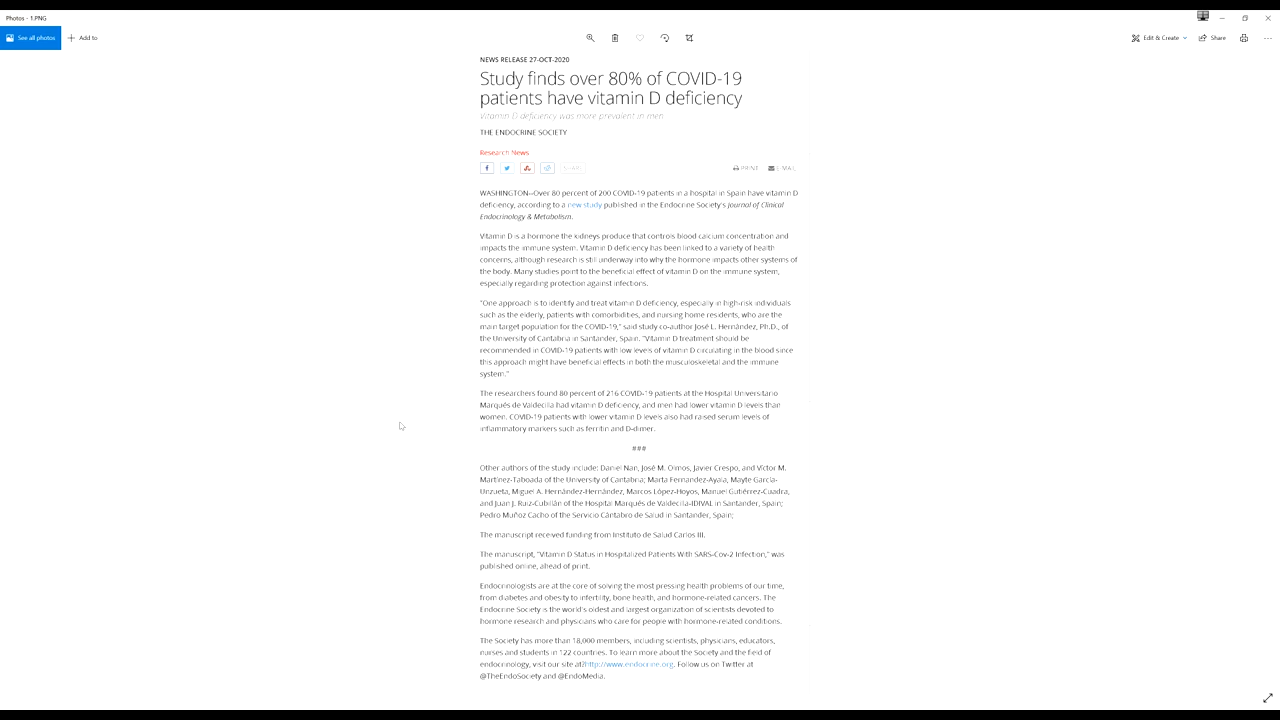 Photos - 1.PNG
See all photos
Add to
Edit & Create
Share
NEWS RELEASE 27-OCT-2020
Study finds over 80% of COVID-19
patients have vitamin D deficiency
Vitamin D deficiency was more prevalent in men
THE ENDOCRINE SOCIETY
Research News
SHARE
PRINT E-MAIL
WASHINGTON--Over 80 percent of 200 COVID-19 patients in a hospital in Spain have vitamin D
deficiency, according to a new study published in the Endocrine Society's Journal of Clinical
Endocrinology & Metabolism.
Vitamin D is a hormone the kidneys produce that controls blood calcium concentration and
impacts the immune system. Vitamin D deficiency has been linked to a variety of health
concerns, although research is still underway into why the hormone impacts other systems of
the body. Many studies point to the beneficial effect of vitamin D on the immune system,
especially regarding protection against infections.
"One approach is to identify and treat vitamin D deficiency, especially in high-risk individuals
such as the elderly, patients with comorbidities, and nursing home residents, who are the
main target population for the COVID-19," said study co-author José L. Hernández, Ph.D., of
the University of Cantabria in Santander, Spain. "Vitamin D treatment should be
recommended in COVID-19 patients with low levels of vitamin D circulating in the blood since
this approach might have beneficial effects in both the musculoskeletal and the immune
system."
The researchers found 80 percent of 216 COVID-19 patients at the Hospital Universitario
Marqués de Valdecilla had vitamin D deficiency, and men had lower vitamin D levels than
women. COVID-19 patients with lower vitamin D levels also had raised serum levels of
inflammatory markers such as ferritin and D-dimer.
###
Other authors of the study include: Daniel Nan, José M. Olmos, Javier Crespo, and Víctor M.
Martínez-Taboada of the University of Cantabria; Marta Fernandez-Ayala, Mayte García-
Unzueta, Miguel A. Hernández-Hernández, Marcos López-Hoyos, Manuel Gutiérrez-Cuadra,
and Juan J. Ruiz-Cubillán of the Hospital Marqués de Valdecilla-IDIVAL in Santander, Spain;
Pedro Muñoz Cacho of the Servicio Cántabro de Salud in Santander, Spain;
The manuscript received funding from Instituto de Salud Carlos III.
The manuscript, "Vitamin D Status in Hospitalized Patients With SARS-Cov-2 Infection," was
published online, ahead of print.
Endocrinologists are at the core of solving the most pressing health problems of our time,
from diabetes and obesity to infertility, bone health, and hormone-related cancers. The
Endocrine Society is the world's oldest and largest organization of scientists devoted to
hormone research and physicians who care for people with hormone-related conditions.
The Society has more than 18,000 members, including scientists, physicians, educators,
nurses and students in 122 countries. To learn more about the Society and the field of
endocrinology, visit our site at?http://www.endocrine.org. Follow us on Twitter at
@TheEndoSociety and @EndoMedia.